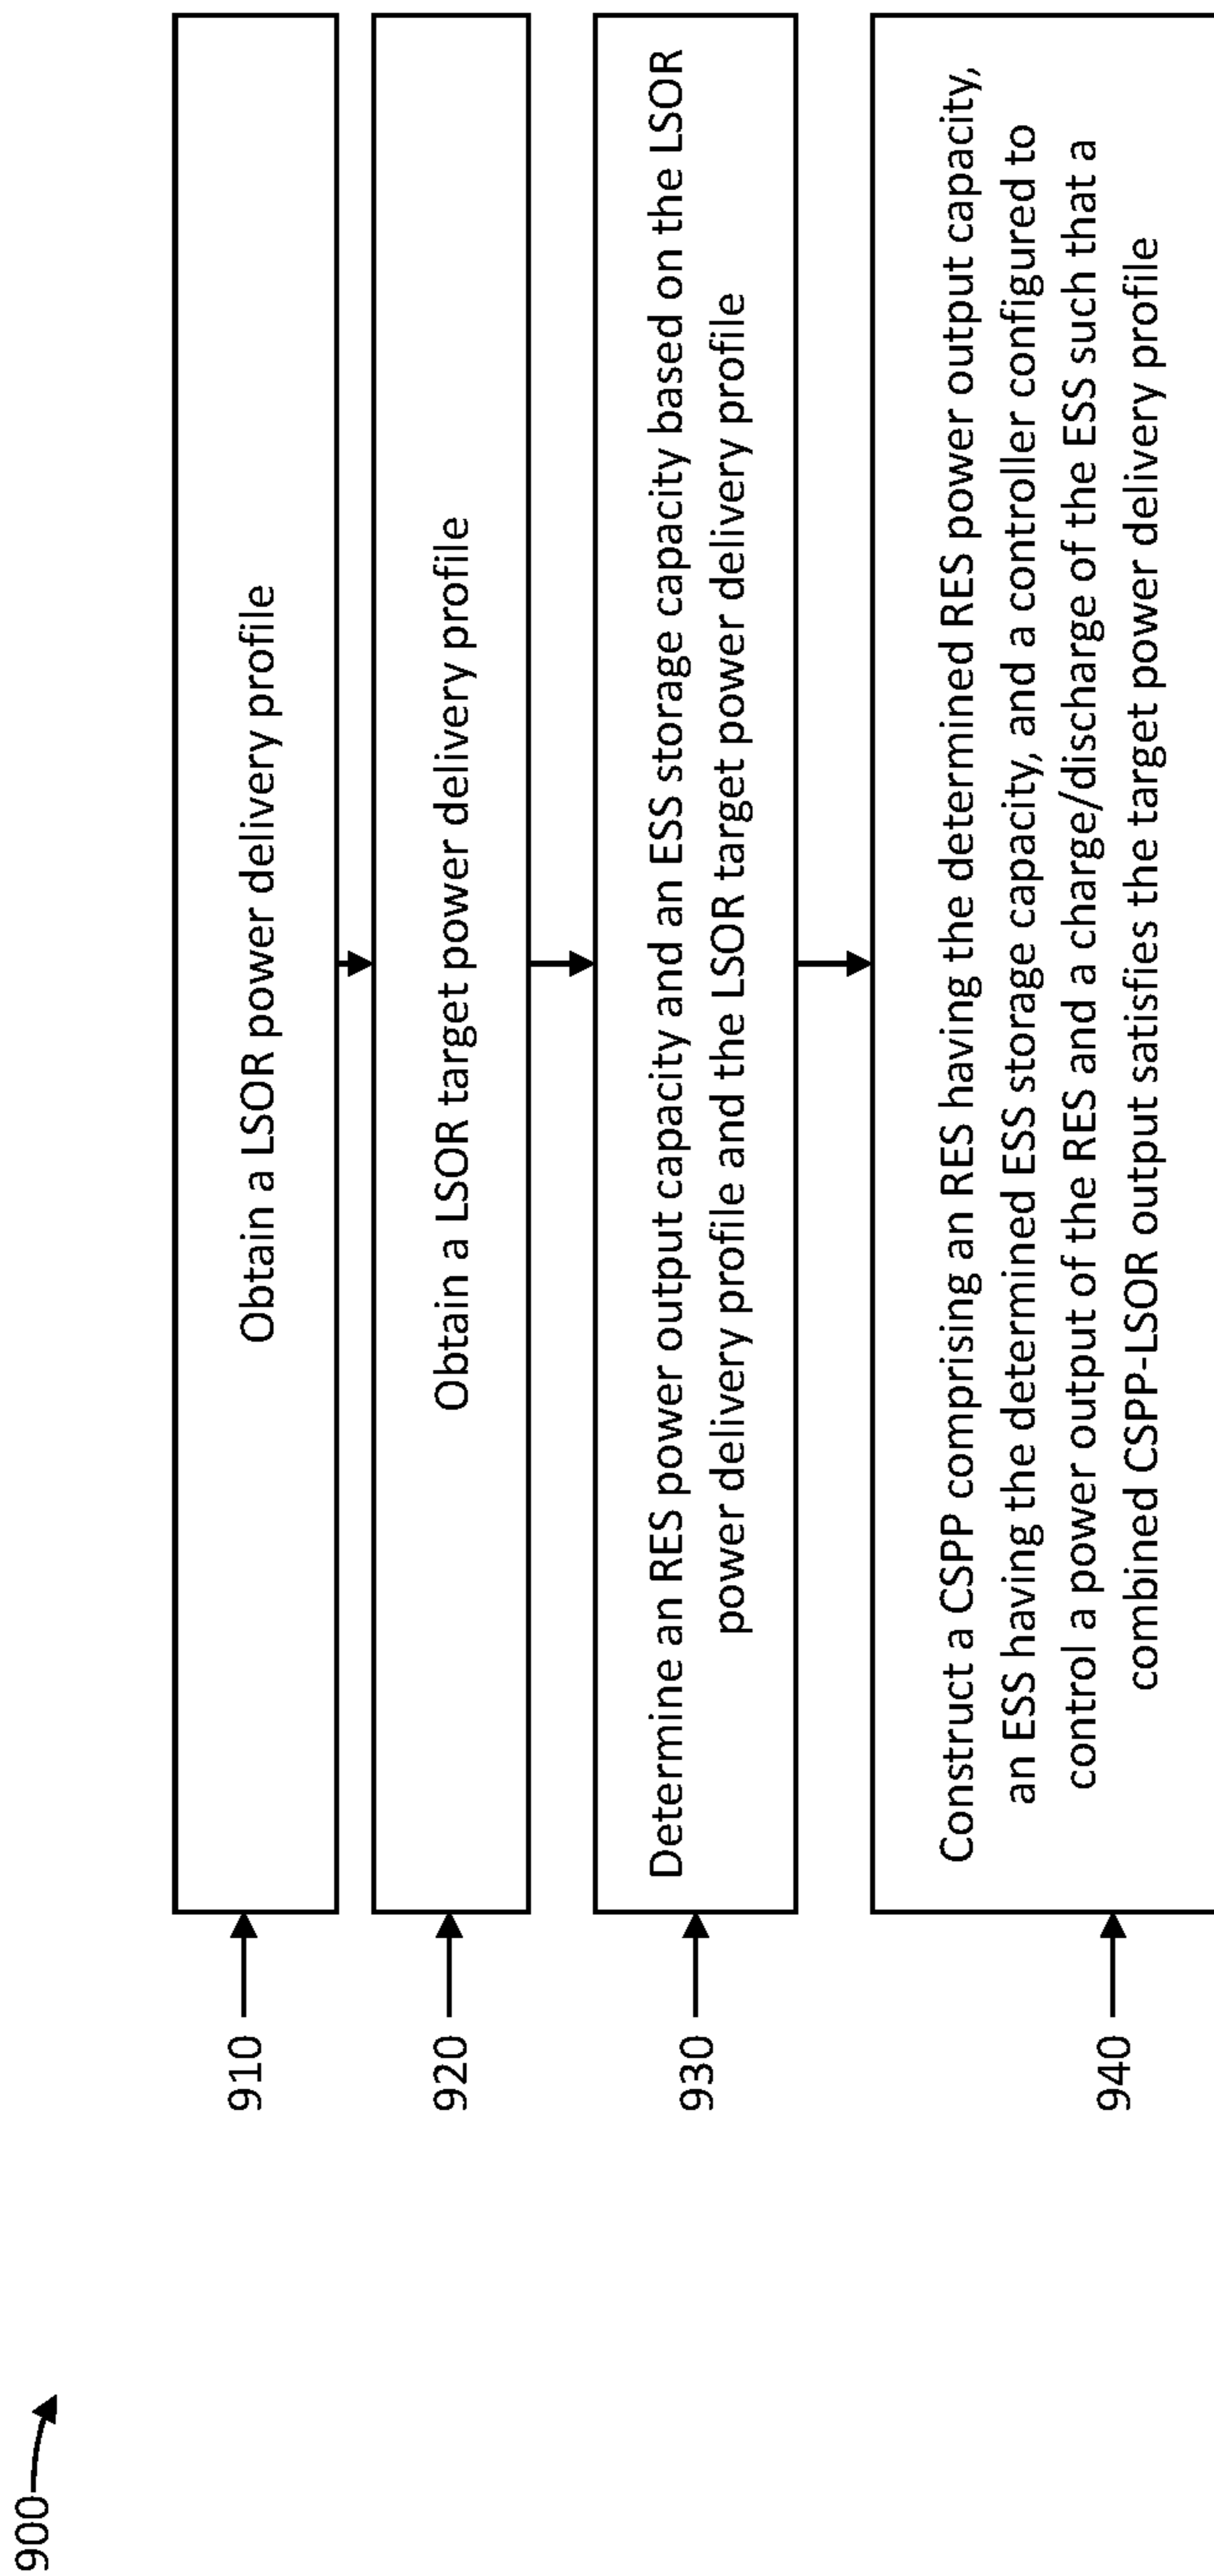 900
910
Obtain a LSOR power delivery profile
920
Obtain a LSOR target power delivery profile
930
Determine an RES power output capacity and an ESS storage capacity based on the LSOR
power delivery profile and the LSOR target power delivery profile
940
Construct a CSPP comprising an RES having the determined RES power output capacity,
an ESS having the determined ESS storage capacity, and a controller configured to
control a power output of the RES and a charge/discharge of the ESS such that a
combined CSPP-LSOR output satisfies the target power delivery profile